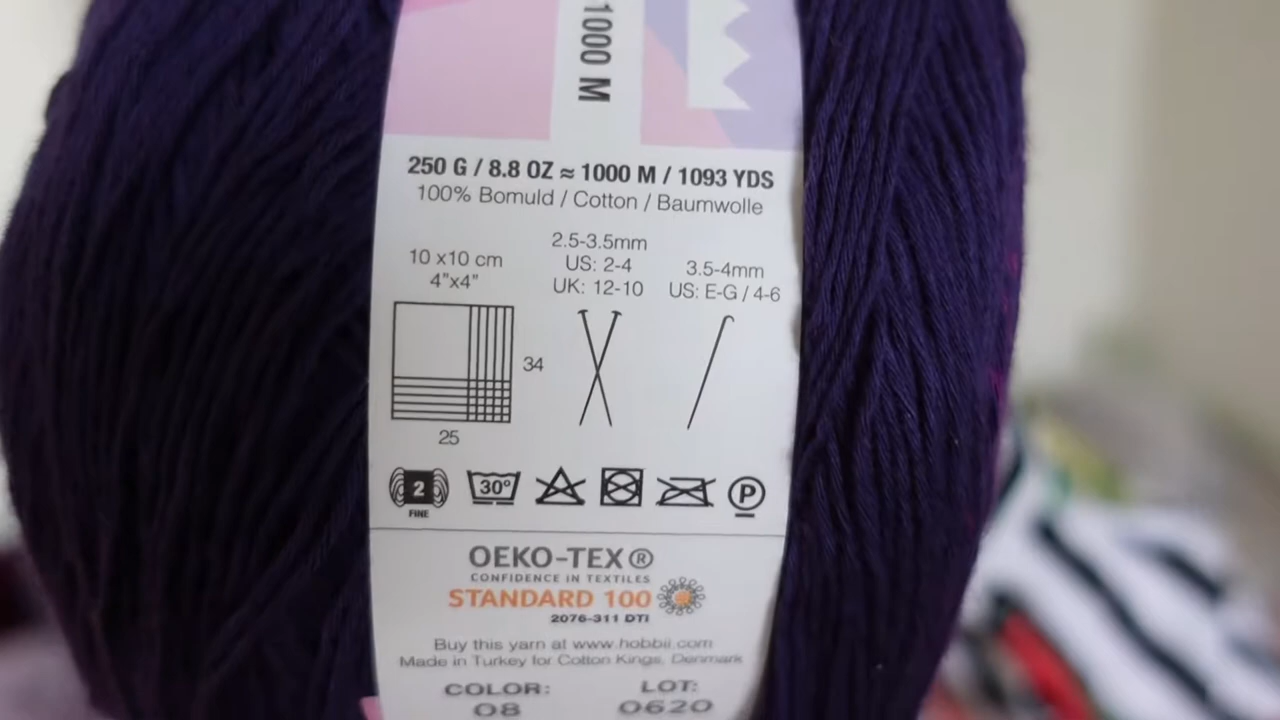 1000 M
250 G / 8.8 OZ ≈ 1000 M / 1093 YDS
100% Bomuld / Cotton / Baumwolle
10 x10 cm
4"x4"
2.5-3.5mm
US: 2-4
UK: 12-10
3.5-4mm
US: E-G / 4-6
34
25
2
FINE
30°
P
OEKO-TEX®
CONFIDENCE IN TEXTILES
STANDARD 100
2076-311 DTI
Buy this yarn at www.hobbii.com
Made in Turkey for Cotton Kings, Denmark
COLOR:
08
LOT:
0620